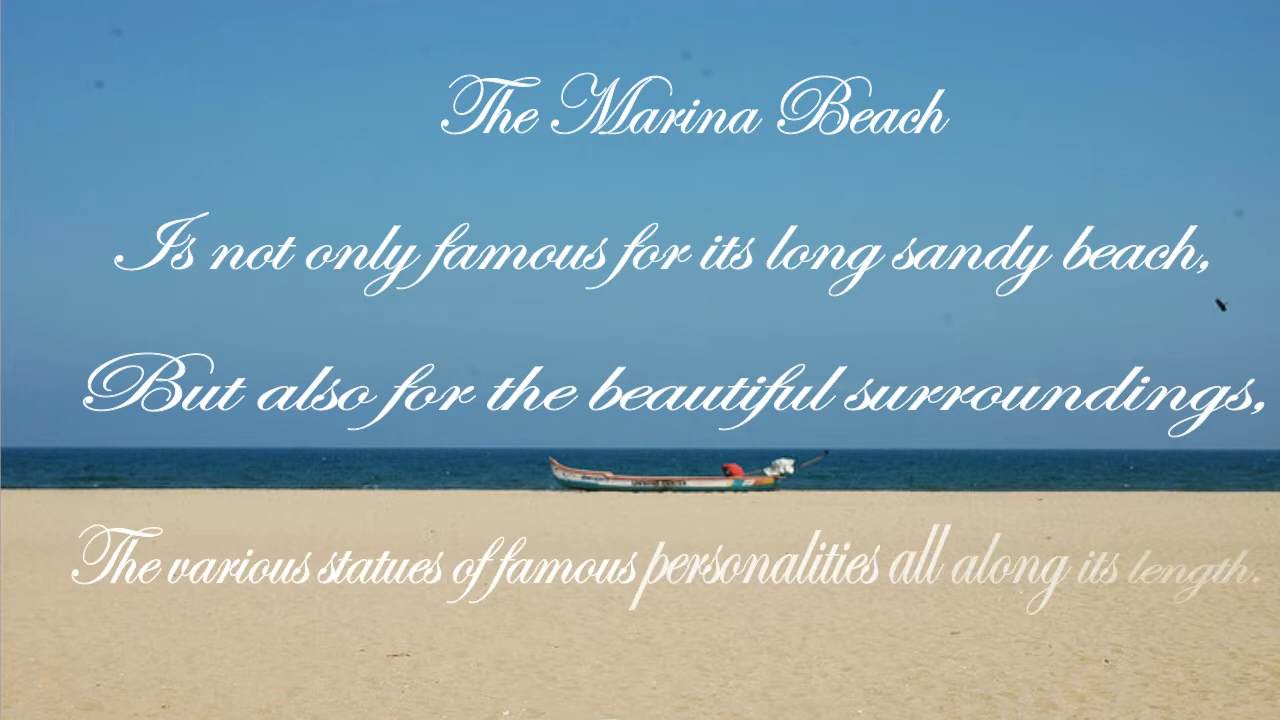 The Marina Beach
Is not only famous for its long sandy beach,
But also for the beautiful surroundings,
The various statues of famous personalities all along its length.